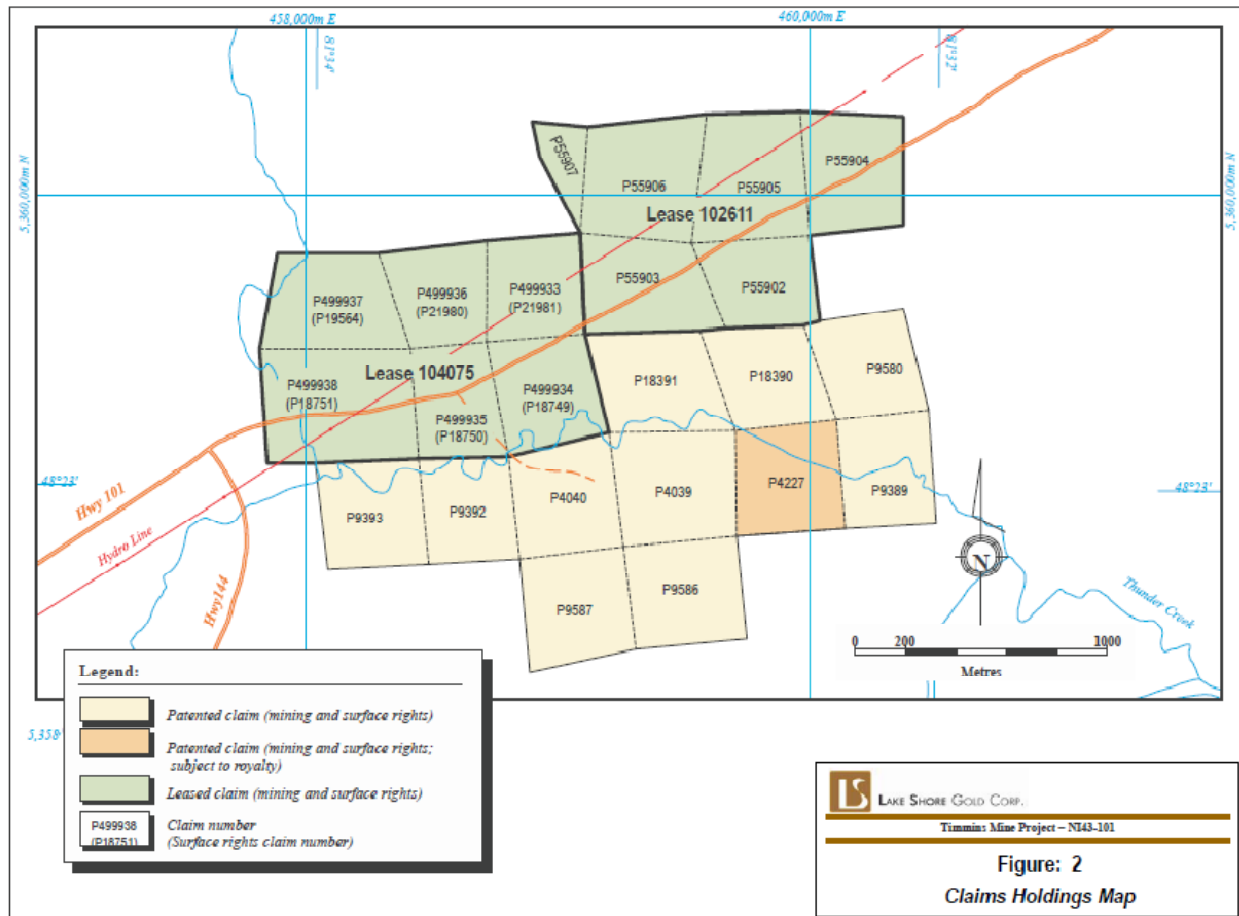 458,000m E
460,000m E
81°34'
81°32'
5,360,000m N
5,360,000m N
P55907
P55906
P55905
P55904
Lease 102611
P55903
P55902
P499937
(P19564)
P499936
(P21980)
P499933
(P21981)
Lease 104075
P499938
(P18751)
P499935
(P18750)
P499934
(P18749)
P18391
P18390
P9580
48°23'
48°23'
P9393
P9392
P4040
P4039
P4227
P9389
P9587
P9586
Hwy 101
Hydro Line
Hwy144
Thunder Creek
N
0 200 1000
Metres
5,358'
Legend:
Patented claim (mining and surface rights)
Patented claim (mining and surface rights;
subject to royalty)
Leased claim (mining and surface rights)
P499938
(P18751)
Claim number
(Surface rights claim number)
LS
LAKE SHORE GOLD CORP.
Timmins Mine Project – NI43-101
Figure: 2
Claims Holdings Map